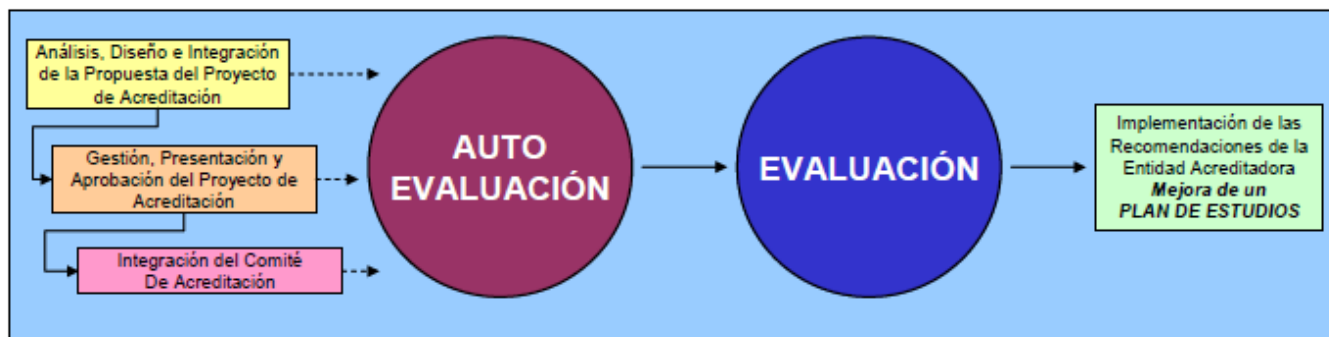 Análisis, Diseño e Integración
de la Propuesta del Proyecto
de Acreditación
Gestión, Presentación y
Aprobación del Proyecto de
Acreditación
Integración del Comité
De Acreditación
AUTO
EVALUACIÓN
EVALUACIÓN
Implementación de las
Recomendaciones de la
Entidad Acreditadora
Mejora de un
PLAN DE ESTUDIOS